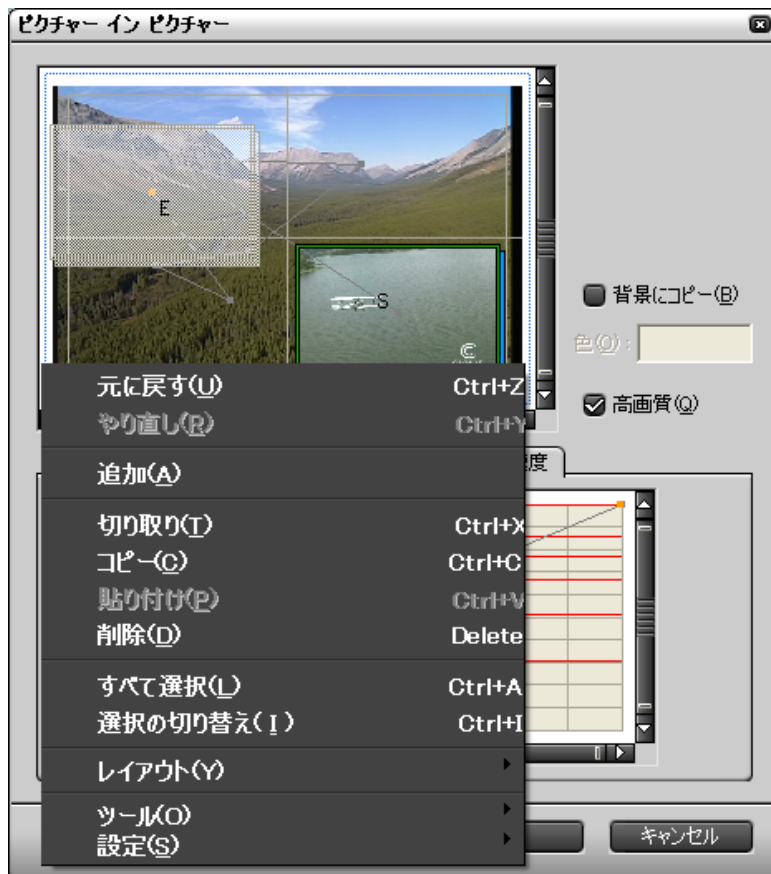 ピクチャー イン ピクチャー
E
S
背景にコピー(B)
色(O):
高画質(Q)
元に戻す(U) Ctrl+Z
やり直し(R) Ctrl+Y
度
追加(A)
切り取り(T) Ctrl+X
コピー(C) Ctrl+C
貼り付け(P) Ctrl+V
削除(D) Delete
すべて選択(L) Ctrl+A
選択の切り替え(I) Ctrl+I
レイアウト(Y)
ツール(O)
設定(S)
キャンセル